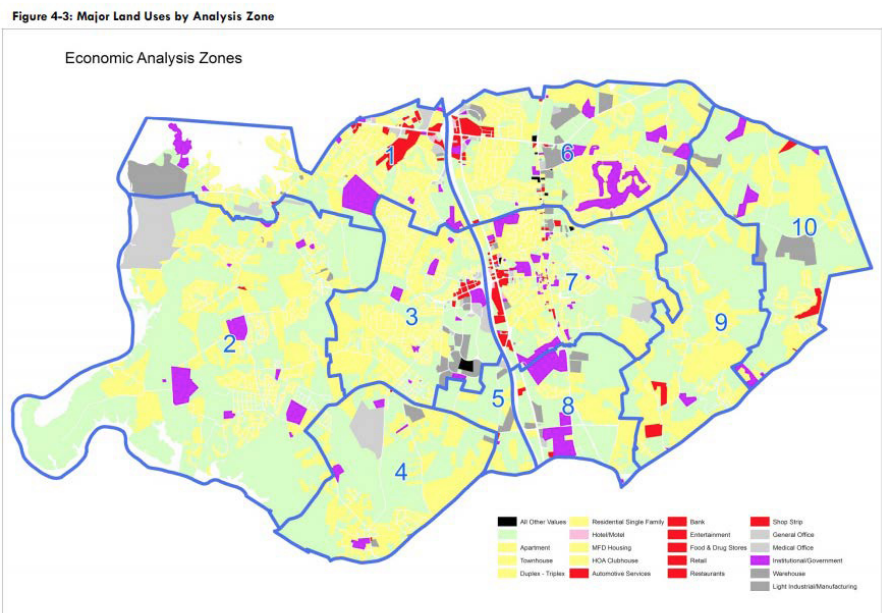 Figure 4-3: Major Land Uses by Analysis Zone
Economic Analysis Zones
1
6
10
7
3
9
2
5
8
4
All Other Values
Residential Single Family
Bank
Shop Strip
Hotel/Motel
Entertainment
General Office
Apartment
MFD Housing
Food & Drug Stores
Medical Office
Townhouse
HOA Clubhouse
Retail
Institutional/Government
Duplex - Triplex
Automotive Services
Restaurants
Warehouse
Light Industrial/Manufacturing